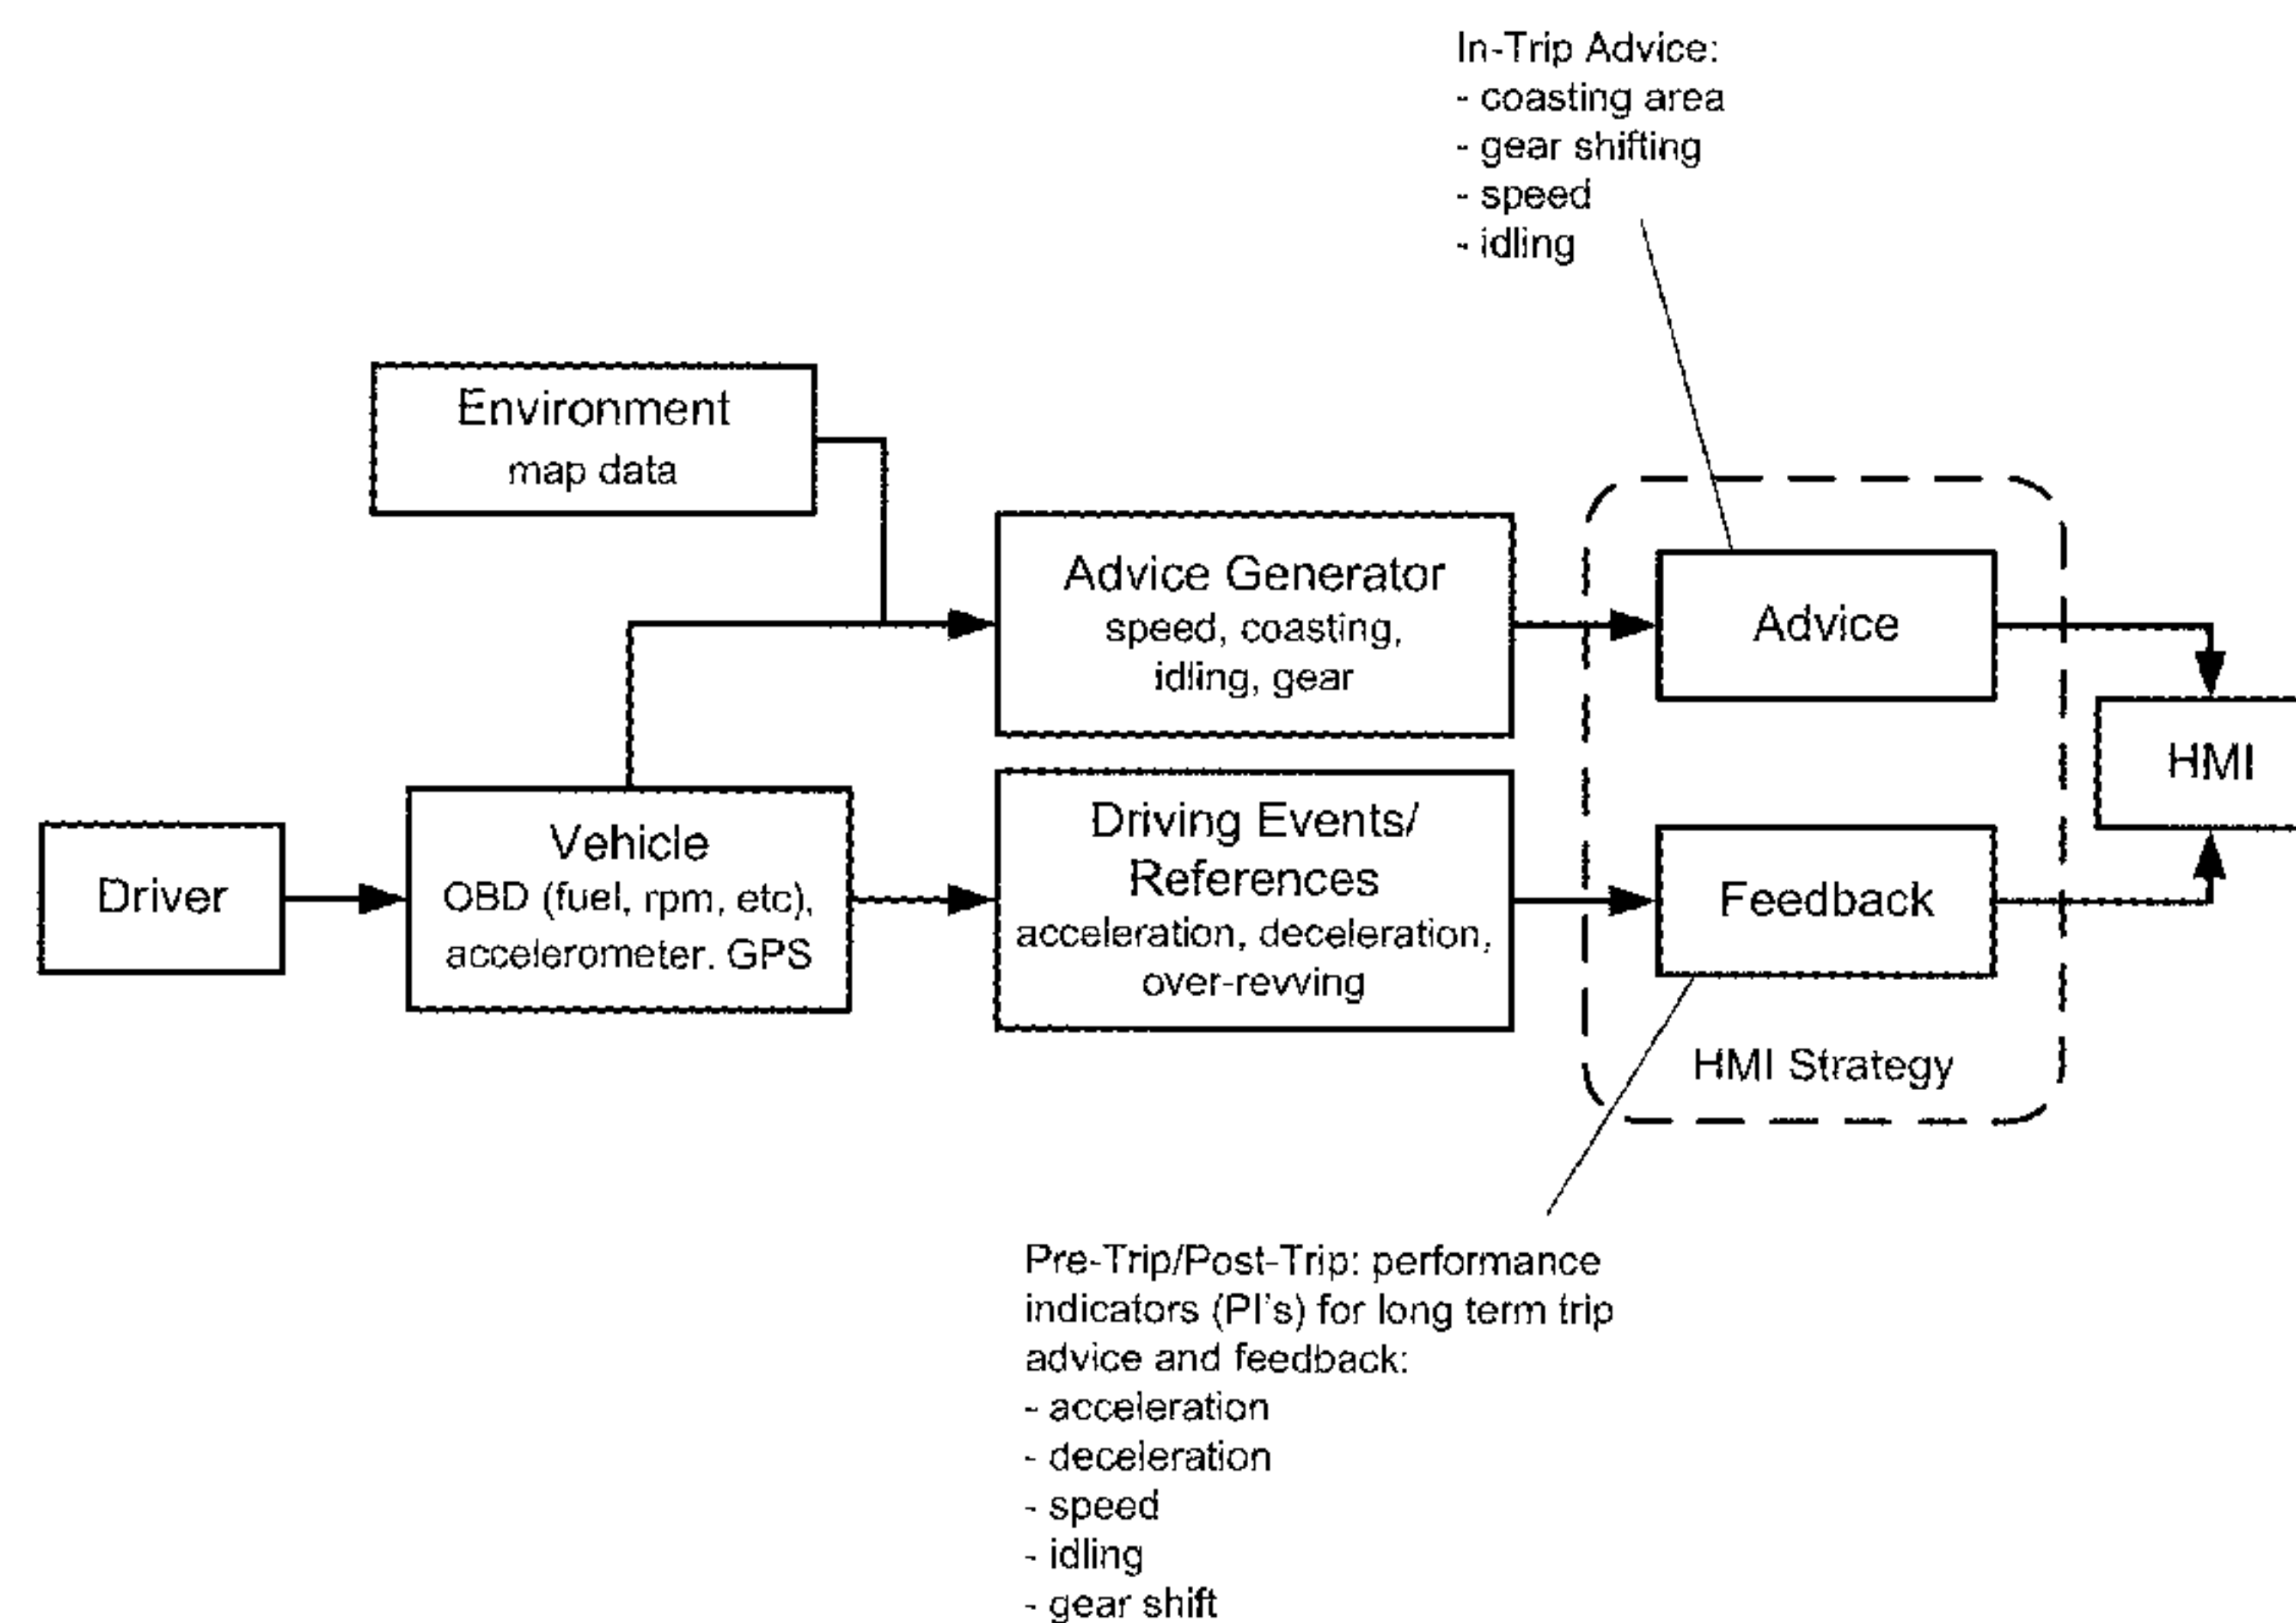 In-Trip Advice:
- coasting area
- gear shifting
- speed
- idling
Environment
map data
Advice Generator
speed, coasting,
idling, gear
Advice
HMI
Driver
Vehicle
OBD (fuel, rpm, etc),
accelerometer. GPS
Driving Events/
References
acceleration, deceleration,
over-revving
Feedback
HMI Strategy
Pre-Trip/Post-Trip: performance
indicators (PI's) for long term trip
advice and feedback:
- acceleration
- deceleration
- speed
- idling
- gear shift